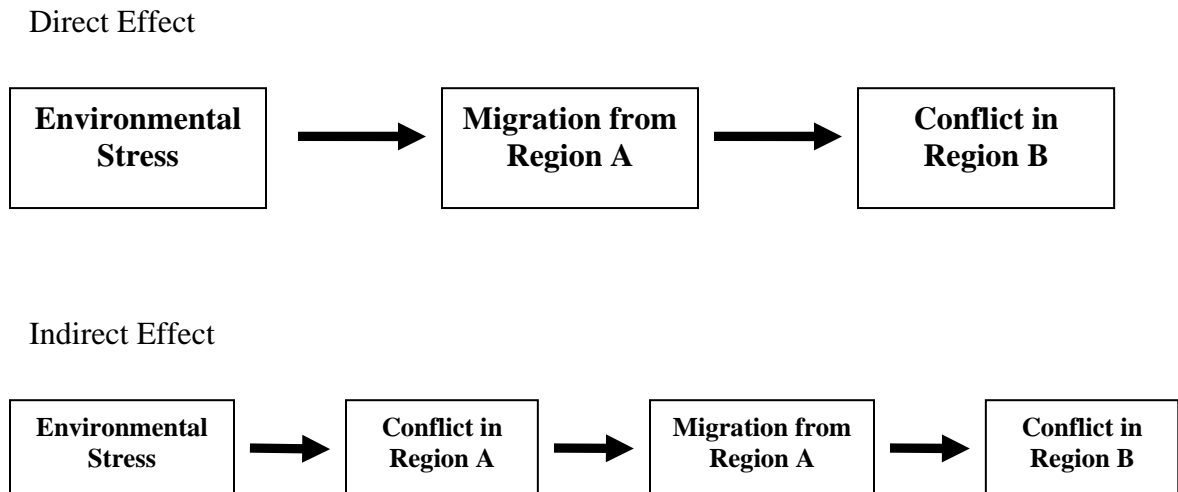 Direct Effect
Environmental
Stress
Migration from
Region A
Conflict in
Region B
Indirect Effect
Environmental
Stress
Conflict in
Region A
Migration from
Region A
Conflict in
Region B